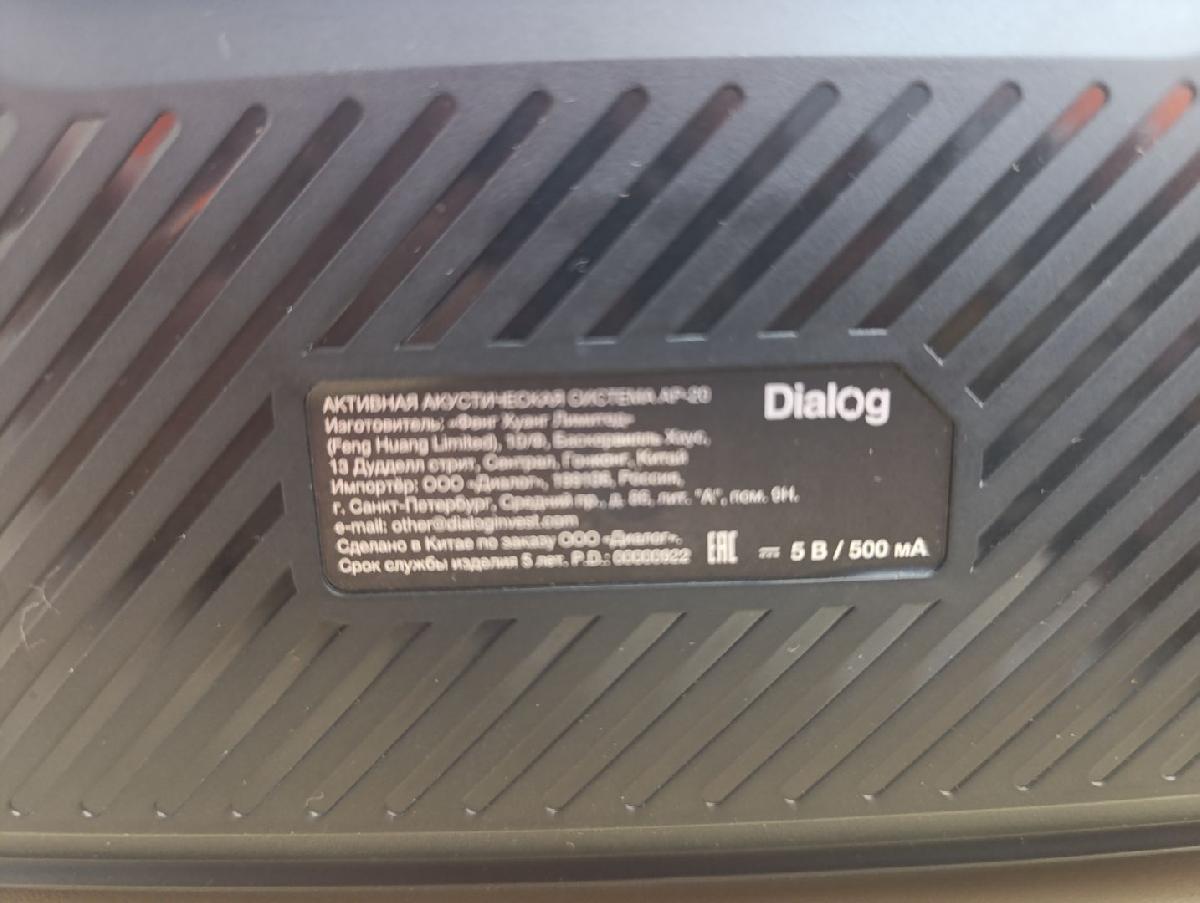 АКТИВНАЯ АКУСТИЧЕСКАЯ СИСТЕМА AP-20
Dialog
Изготовитель: «Фенг Хуанг Лимитед»
(Feng Huang Limited), 10/9, Хаус,
13 Дудделл стрит, Сентрал, Гонконг, Китай
Импортёр: ООО «Диалог», Россия,
г. Санкт-Петербург, Средний пр., д. 86, лит. "А", пом. 9Н.
e-mail: other@dialoginvest.com
Сделано в Китае по заказу ООО «Диалог».
Срок службы изделия 5 лет. P.D.:
EAC
5 В / 500 мА